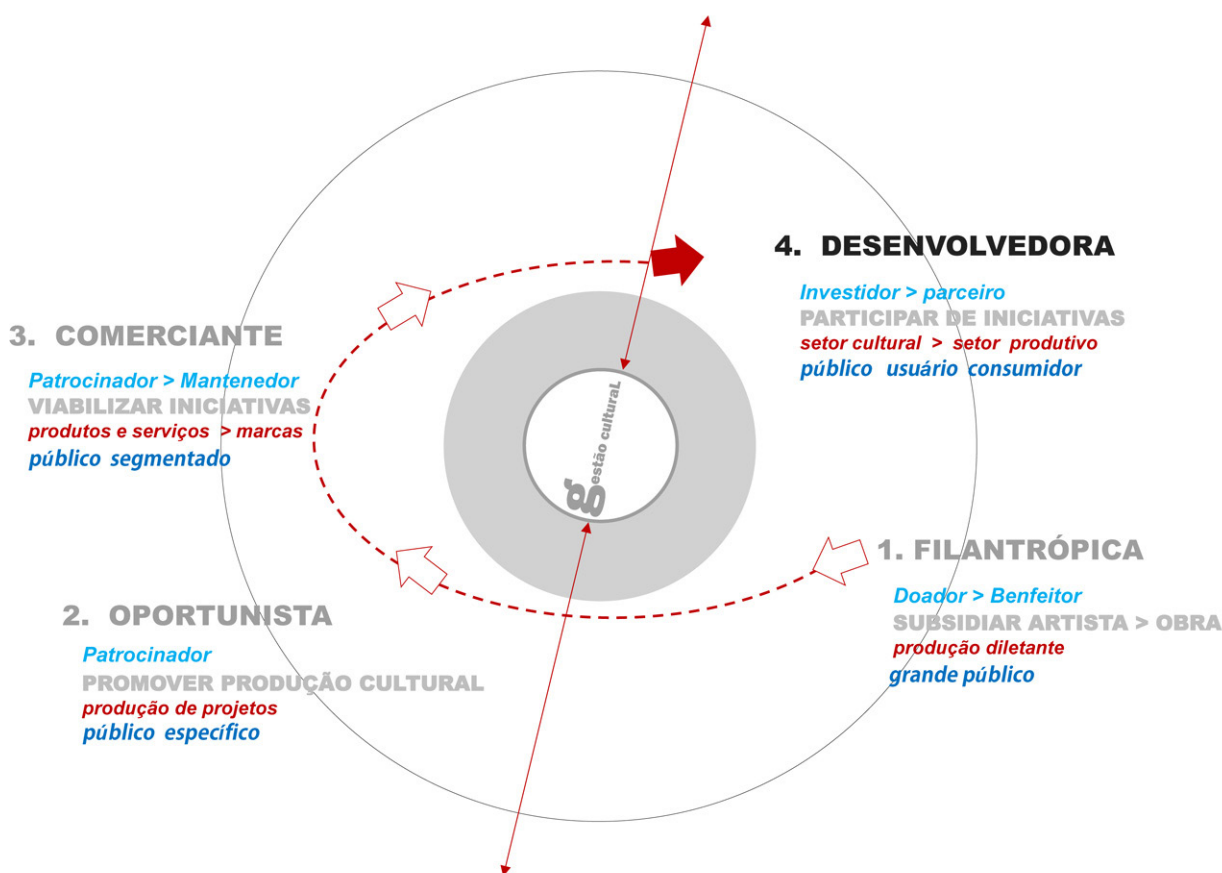 4. DESENVOLVEDORA
Investidor > parceiro
PARTICIPAR DE INICIATIVAS
setor cultural > setor produtivo
público usuário consumidor
3. COMERCIANTE
Patrocinador > Mantenedor
VIABILIZAR INICIATIVAS
produtos e serviços > marcas
público segmentado
gestão culturaL
1. FILANTRÓPICA
Doador > Benfeitor
SUBSIDIAR ARTISTA > OBRA
produção diletante
grande público
2. OPORTUNISTA
Patrocinador
PROMOVER PRODUÇÃO CULTURAL
produção de projetos
público específico